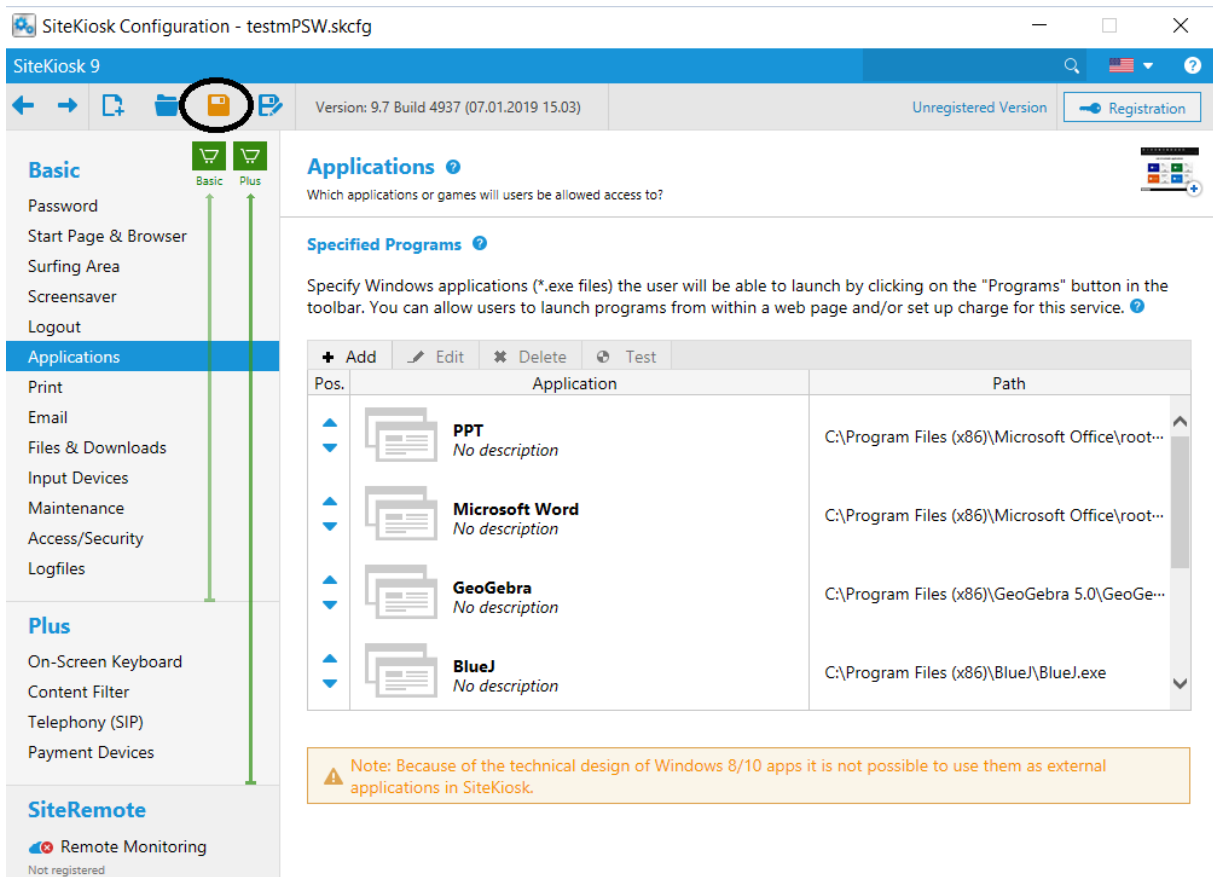 SiteKiosk Configuration - testmPSW.skcfg
SiteKiosk 9
Version: 9.7 Build 4937 (07.01.2019 15.03)
Unregistered Version
Registration
Basic
Basic
Plus
Password
Start Page & Browser
Surfing Area
Screensaver
Logout
Applications
Print
Email
Files & Downloads
Input Devices
Maintenance
Access/Security
Logfiles
Plus
On-Screen Keyboard
Content Filter
Telephony (SIP)
Payment Devices
SiteRemote
Remote Monitoring
Not registered
Applications
Which applications or games will users be allowed access to?
Specified Programs
Specify Windows applications (*.exe files) the user will be able to launch by clicking on the "Programs" button in the
toolbar. You can allow users to launch programs from within a web page and/or set up charge for this service.
Add Edit Delete Test
Pos. Application Path
PPT
No description
C:\Program Files (x86)\Microsoft Office\root···
Microsoft Word
No description
C:\Program Files (x86)\Microsoft Office\root···
GeoGebra
No description
C:\Program Files (x86)\GeoGebra 5.0\GeoGe···
BlueJ
No description
C:\Program Files (x86)\BlueJ\BlueJ.exe
Note: Because of the technical design of Windows 8/10 apps it is not possible to use them as external
applications in SiteKiosk.